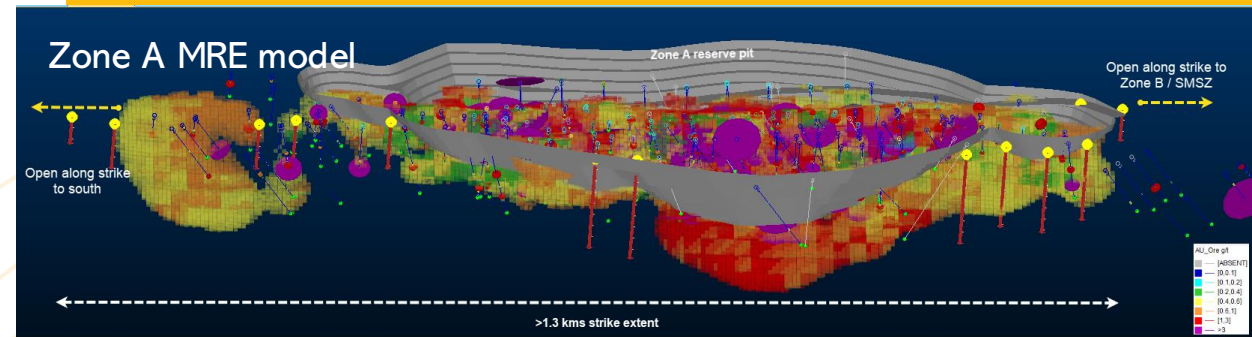 Zone A MRE model
Zone A reserve pit
Open along strike to
Zone B / SMSZ
Open along strike
to south
>1.3 kms strike extent
AU_Ore g/t
[ABSENT]
[0,0.1]
[0.1,0.2]
[0.2,0.4]
[0.4,0.6]
[0.6,1]
[1,3]
>3